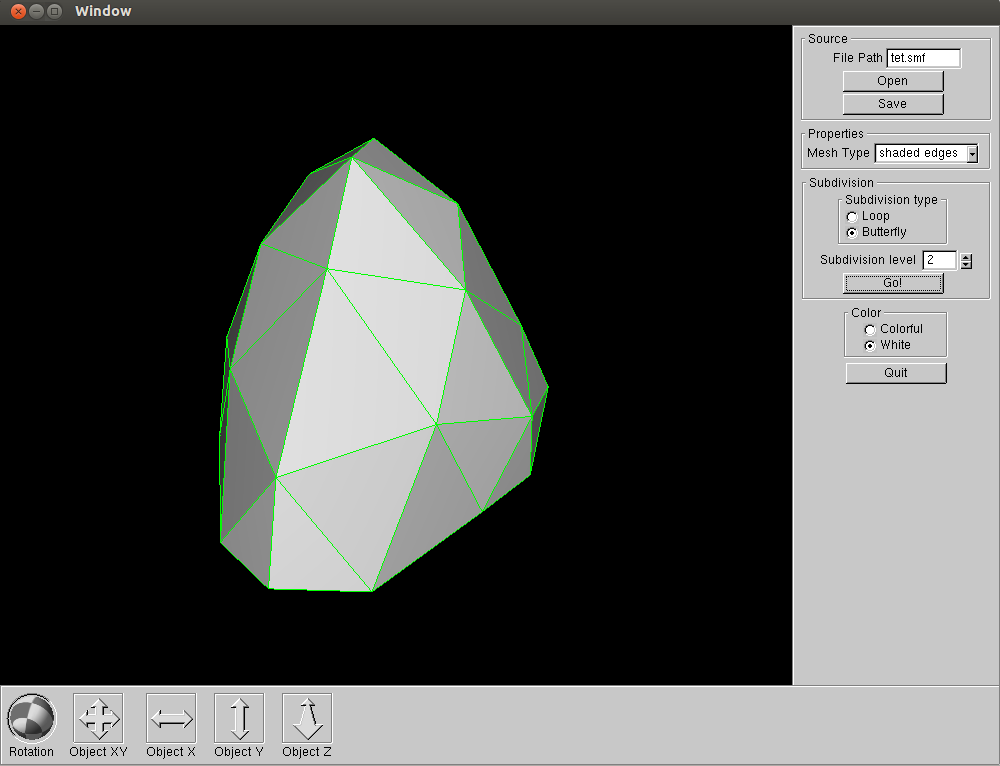 Window
Source
File Path tet.smf
Open
Save
Properties
Mesh Type shaded edges
Subdivision
Subdivision type
Loop
Butterfly
Subdivision level 2
Go!
Color
Colorful
White
Quit
Rotation Object XY Object X Object Y Object Z